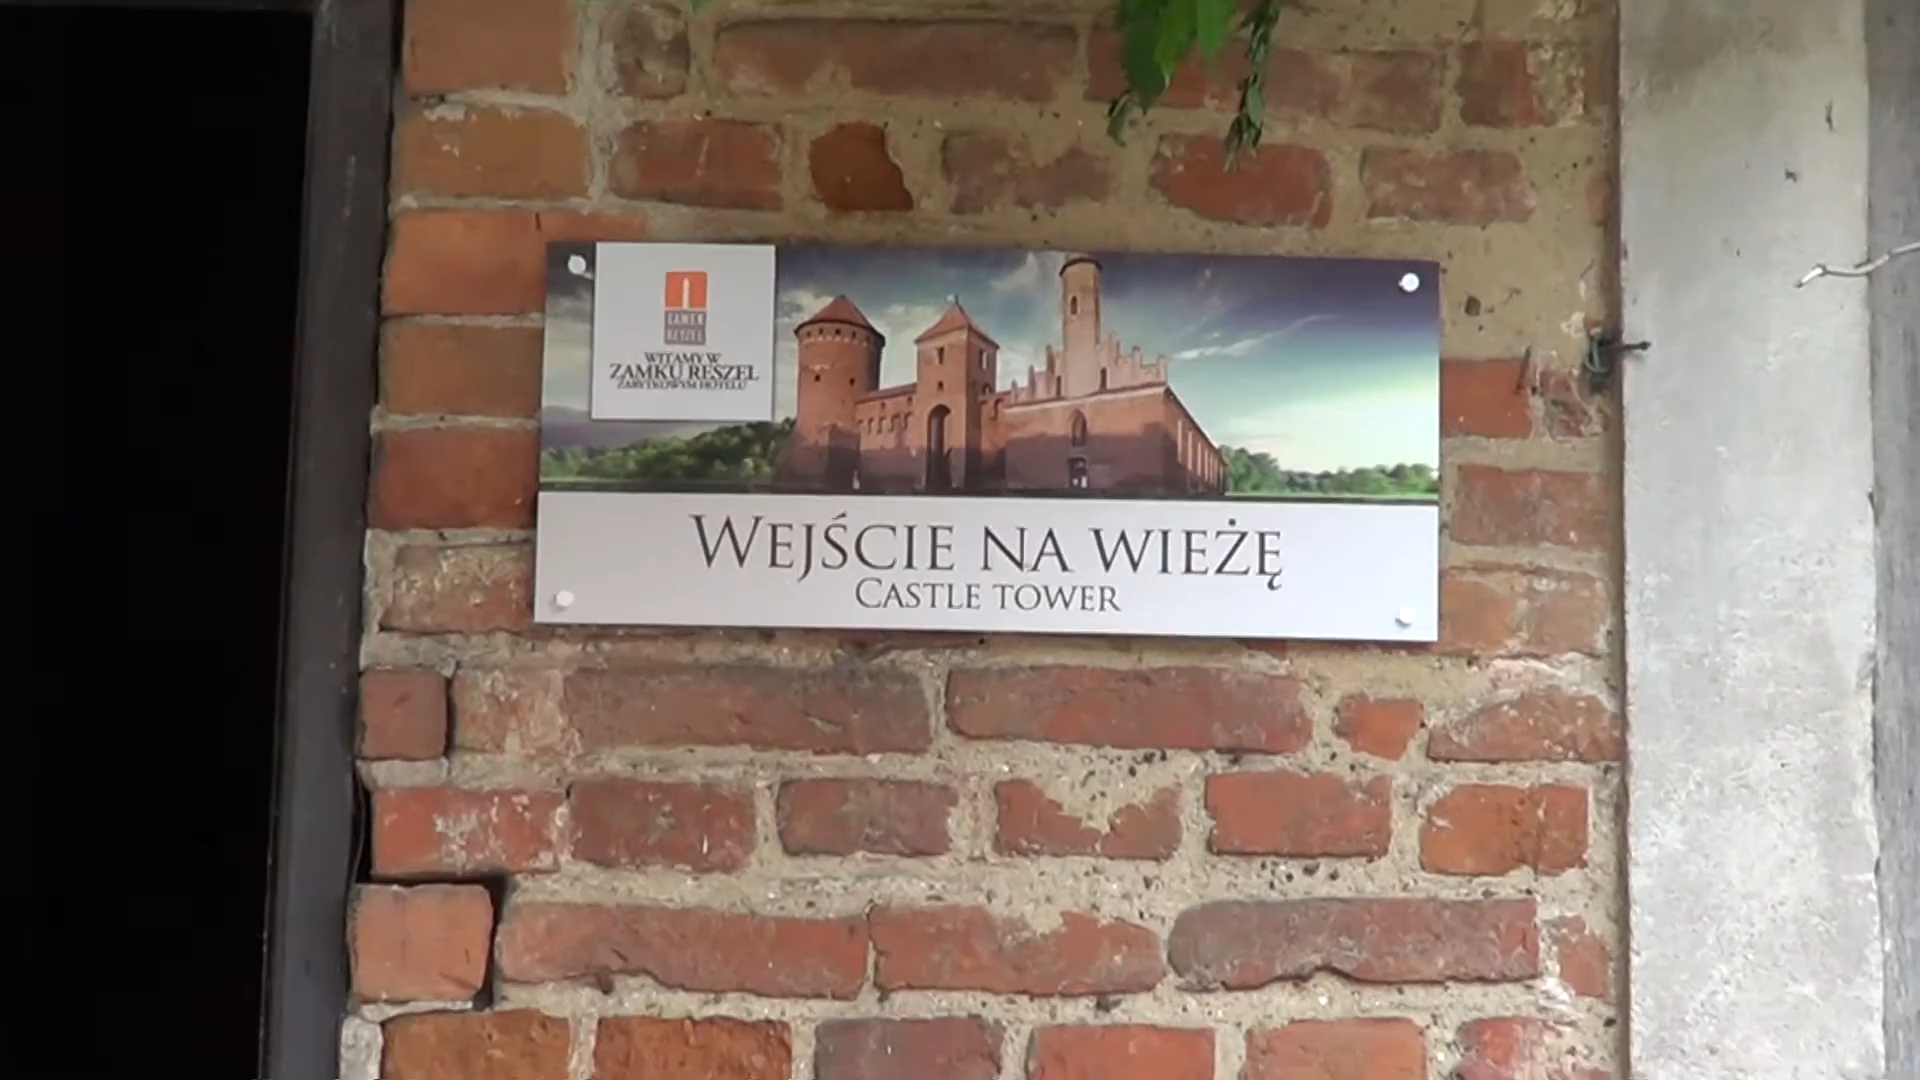 ZAMEK
RESZEL
WITAMY W
ZAMKU RESZEL
ZABYTKOWYM HOTELU
WEJŚCIE NA WIEŻĘ
CASTLE TOWER